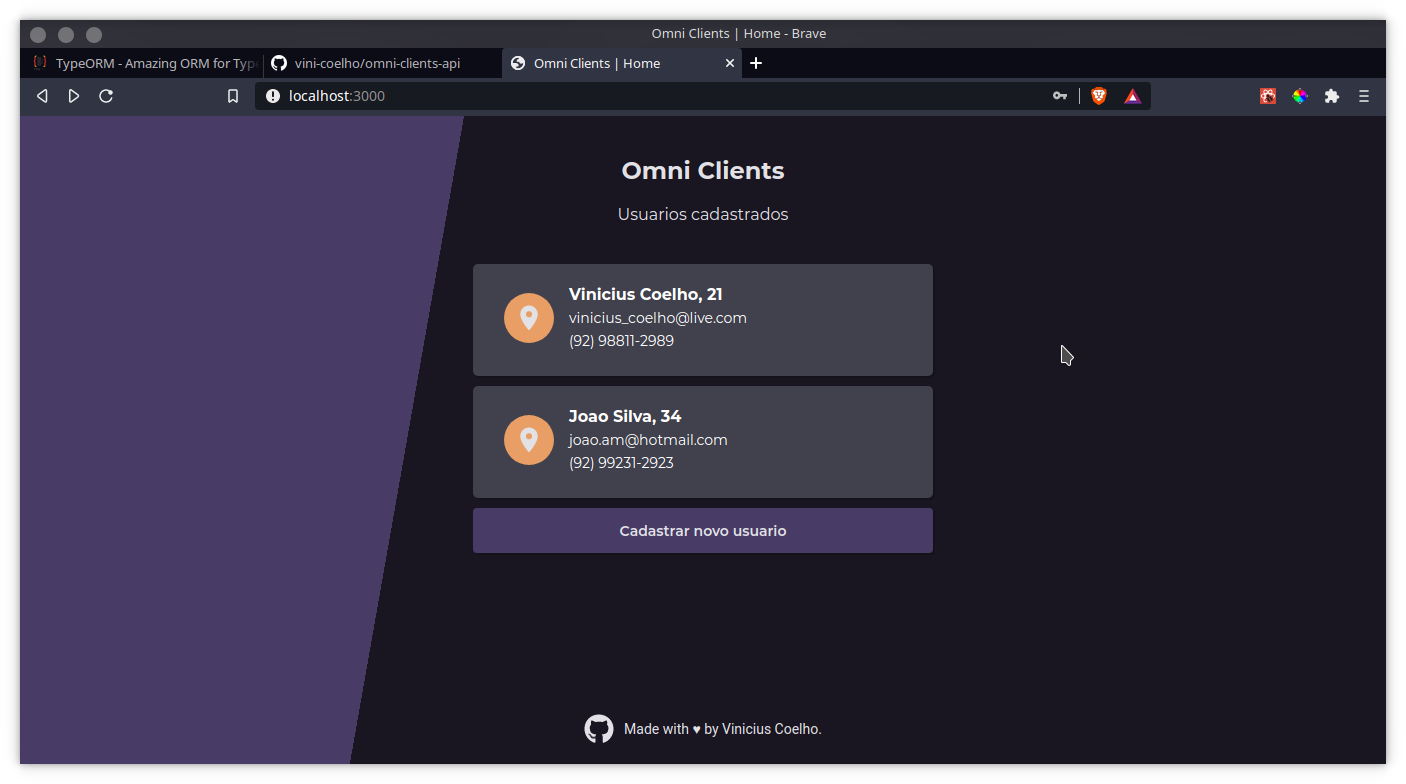 Omni Clients | Home - Brave
TypeORM - Amazing ORM for Type
vini-coelho/omni-clients-api
Omni Clients | Home
localhost:3000
Omni Clients
Usuarios cadastrados
Vinicius Coelho, 21
vinicius_coelho@live.com
(92) 98811-2989
Joao Silva, 34
joao.am@hotmail.com
(92) 99231-2923
Cadastrar novo usuario
Made with ♥ by Vinicius Coelho.